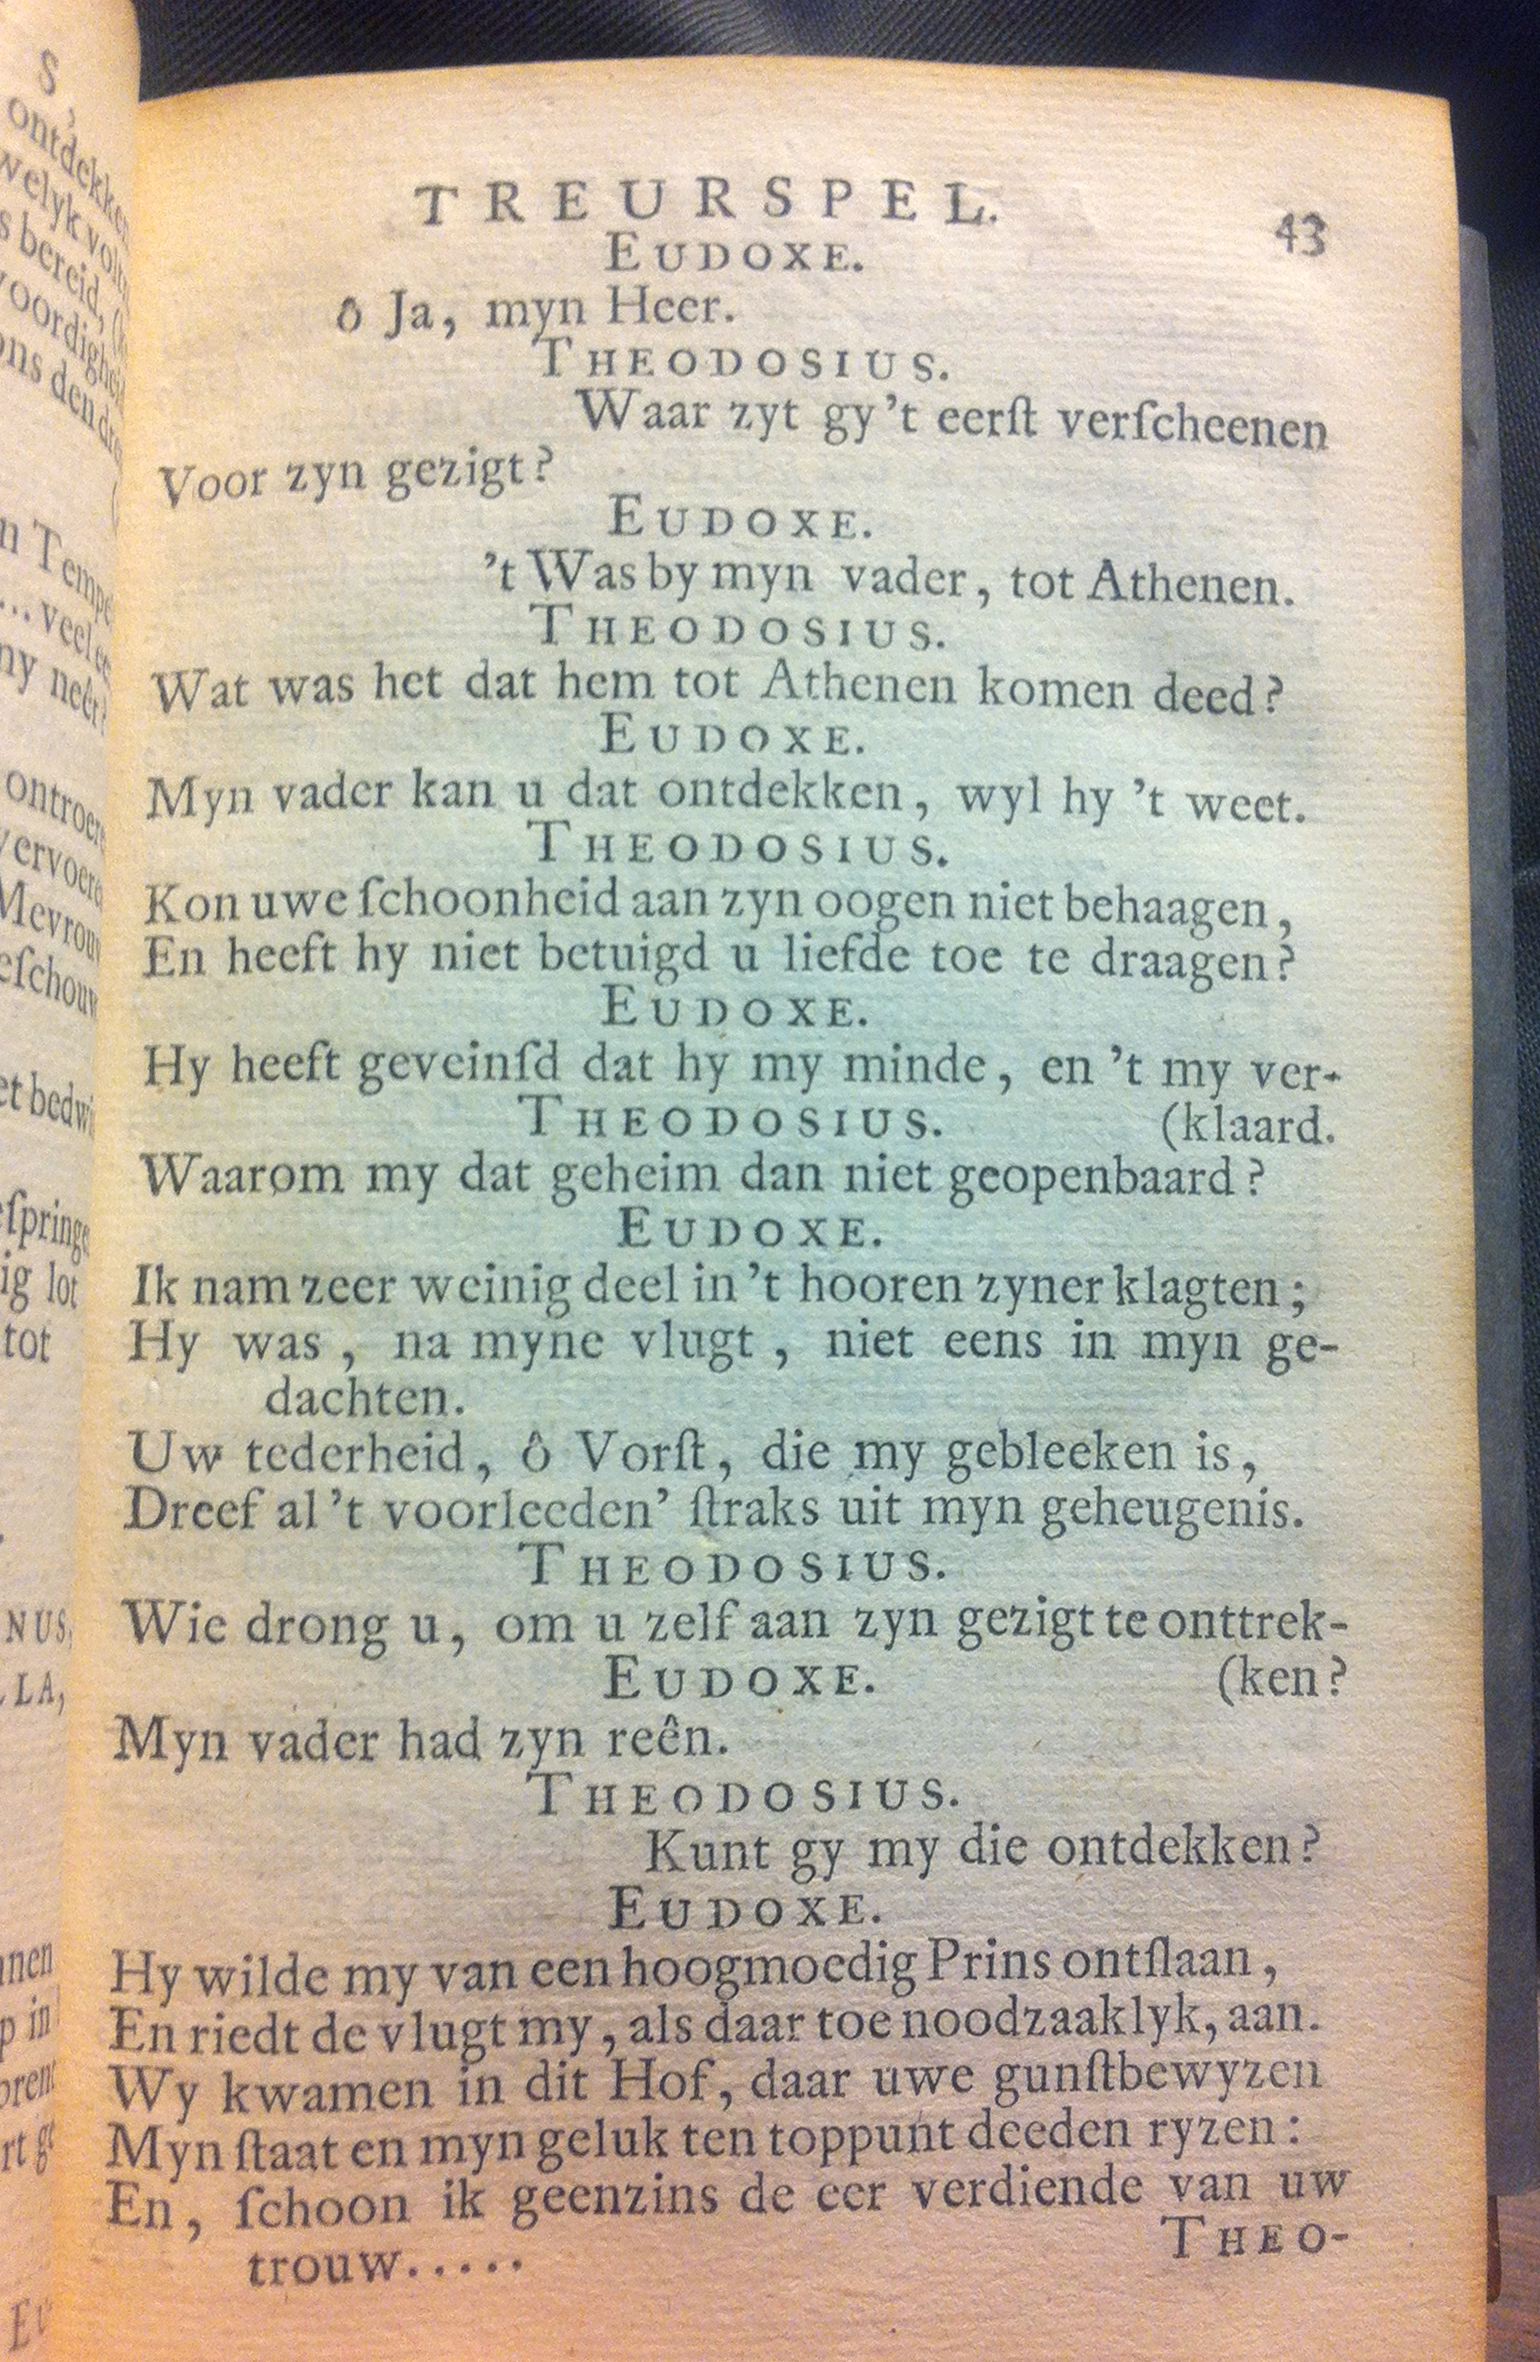 TREURSPEL. 43
EUDOXE.
ô Ja, myn Heer.
THEODOSIUS.
Waar zyt gy 't eerſt verſcheenen
Voor zyn gezigt?
EUDOXE.
't Was by myn vader, tot Athenen.
THEODOSIUS.
Wat was het dat hem tot Athenen komen deed?
EUDOXE.
Myn vader kan u dat ontdekken, wyl hy 't weet.
THEODOSIUS.
Kon uwe ſchoonheid aan zyn oogen niet behaagen,
En heeft hy niet betuigd u liefde toe te draagen?
EUDOXE.
Hy heeft geveinſd dat hy my minde, en 't my ver-
THEODOSIUS. (klaard.
Waarom my dat geheim dan niet geopenbaard?
EUDOXE.
Ik nam zeer weinig deel in 't hooren zyner klagten;
Hy was, na myne vlugt, niet eens in myn ge-
dachten.
Uw tederheid, ô Vorſt, die my gebleeken is,
Dreef al 't voorleeden' ſtraks uit myn geheugenis.
THEODOSIUS.
Wie drong u, om u zelf aan zyn gezigt te onttrek-
EUDOXE. (ken?
Myn vader had zyn reên.
THEODOSIUS.
Kunt gy my die ontdekken?
EUDOXE.
Hy wilde my van een hoogmoedig Prins ontſlaan,
En riedt de vlugt my, als daar toe noodzaaklyk, aan.
Wy kwamen in dit Hof, daar uwe gunſtbewyzen
Myn ſtaat en myn geluk ten toppunt deeden ryzen:
En, ſchoon ik geenzins de eer verdiende van uw
trouw.....
THEO-